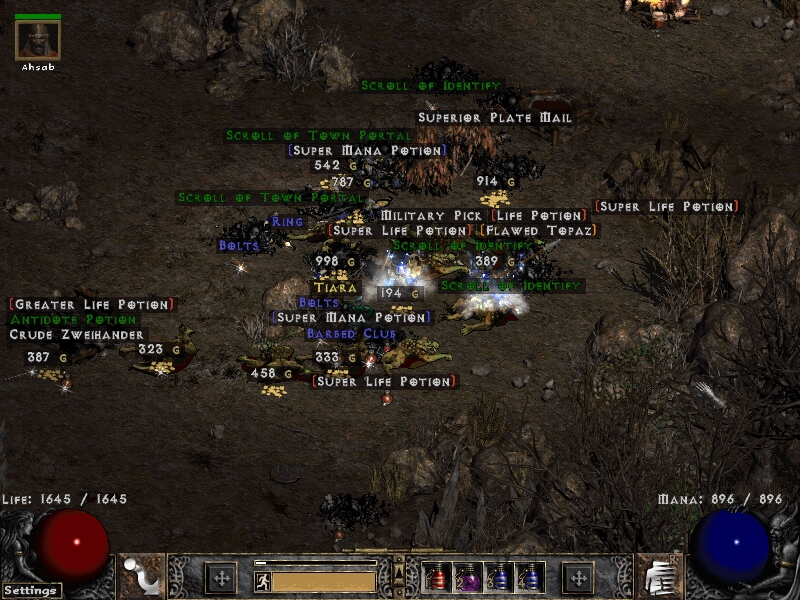 Ahsab
Scroll of Identify
Superior Plate Mail
Scroll of Town Portal
[Super Mana Potion]
542 G
787 G
914 G
Scroll of Town Portal
[Super Life Potion]
Ring
Military Pick
[Life Potion]
[Super Life Potion]
[Flawed Topaz]
Bolts
Scroll of Identify
998 G
389 G
Tiara
194 G
Scroll of Identify
[Greater Life Potion]
Bolts
Antidote Potion
[Super Mana Potion]
Crude Zweihander
Barbed Club
387 G
323 G
333 G
458 G
[Super Life Potion]
Life: 1645 / 1645
Mana: 896 / 896
Settings